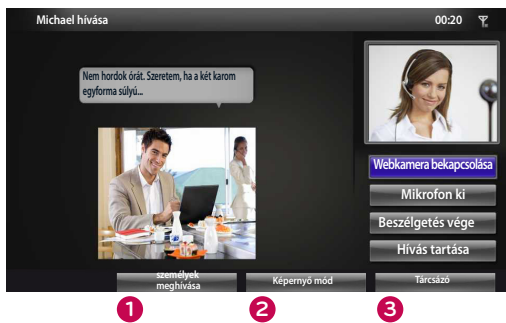 Michael hívása 00:20
Nem hordok órát. Szeretem, ha a két karom
egyforma súlyú...
Webkamera bekapcsolása
Mikrofon ki
Beszélgetés vége
Hívás tartása
személyek
meghívása
Képernyő mód
Tárcsázó
1 2 3